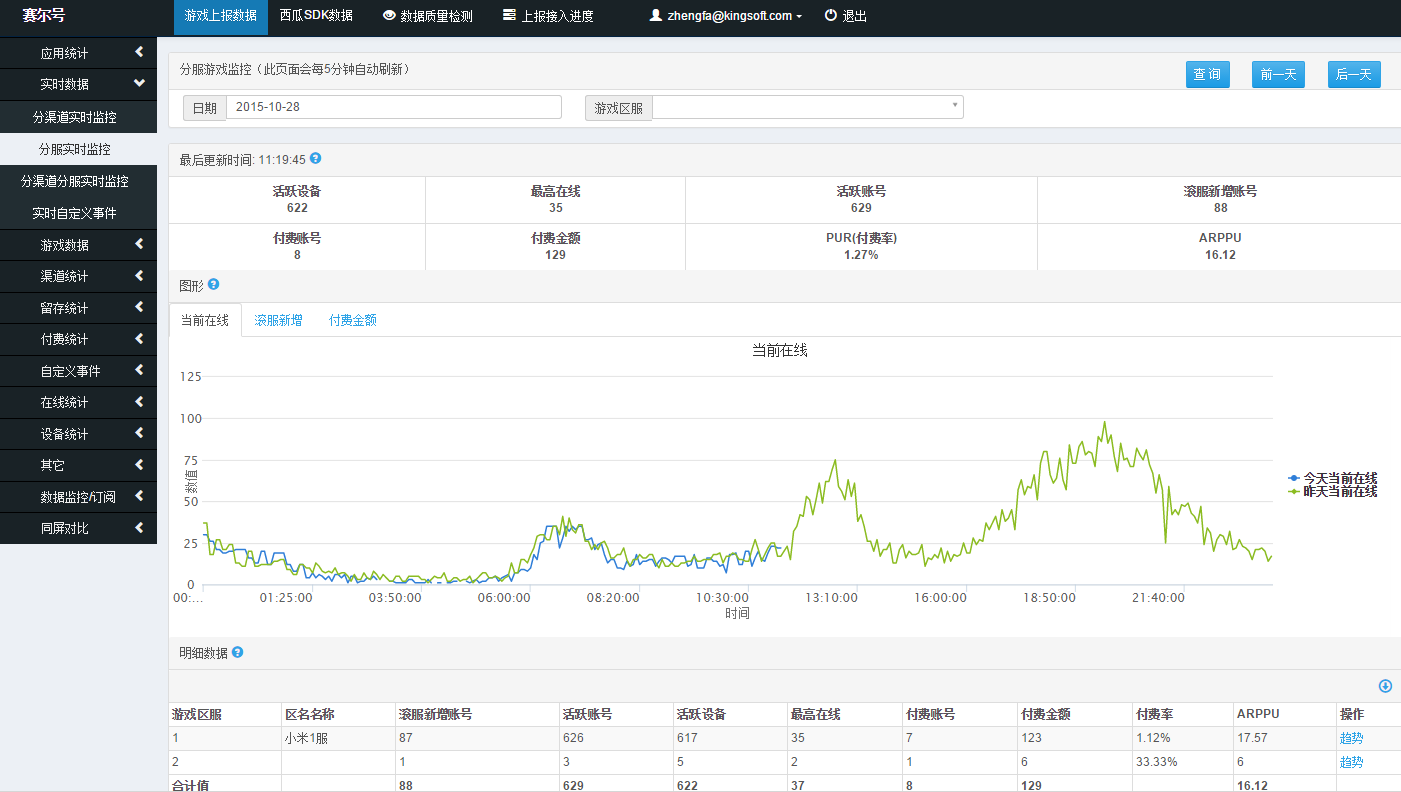 赛尔号 游戏上报数据 西瓜SDK数据 数据质量检测 上报接入进度 zhengfa@kingsoft.com 退出
应用统计
实时数据
分渠道实时监控
分服实时监控
分渠道分服实时监控
实时自定义事件
游戏数据
渠道统计
留存统计
付费统计
自定义事件
在线统计
设备统计
其它
数据监控/订阅
同屏对比
分服游戏监控（此页面会每5分钟自动刷新） 查 询 前一天 后一天
日期 2015-10-28 游戏区服
最后更新时间: 11:19:45
活跃设备 最高在线 活跃账号 滚服新增账号
622 35 629 88
付费账号 付费金额 PUR(付费率) ARPPU
8 129 1.27% 16.12
图形
当前在线 滚服新增 付费金额
当前在线
125
100
75
50
25
0
数值
00:... 01:25:00 03:50:00 06:00:00 08:20:00 10:30:00 13:10:00 16:00:00 18:50:00 21:40:00
时间
今天当前在线
昨天当前在线
明细数据
游戏区服 区名名称 滚服新增账号 活跃账号 活跃设备 最高在线 付费账号 付费金额 付费率 ARPPU 操作
1 小米1服 87 626 617 35 7 123 1.12% 17.57 趋势
2 1 3 5 2 1 6 33.33% 6 趋势
合计值 88 629 622 37 8 129 16.12